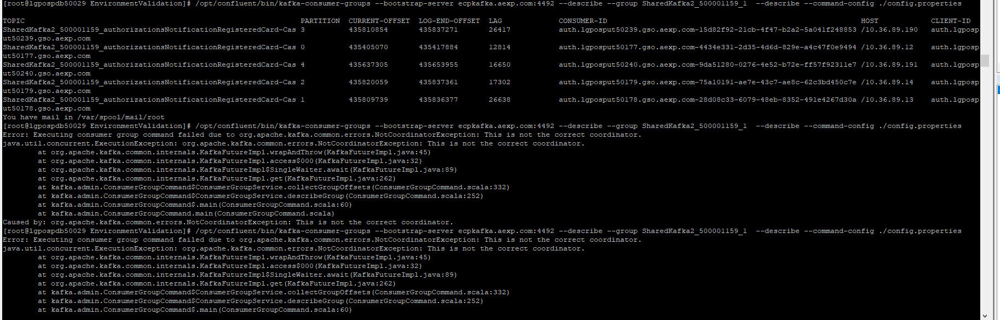 [root@lgpospdb50029 EnvironmentValidation]# /opt/confluent/bin/kafka-consumer-groups --bootstrap-server ecpkafka.aexp.com:4492 --describe --group SharedKafka2_500001159_1  --describe --command-config ./config.properties
TOPIC PARTITION CURRENT-OFFSET LOG-END-OFFSET LAG CONSUMER-ID HOST CLIENT-ID
SharedKafka2_500001159_authorizationsNotificationRegisteredCard-Cas 3 435810854 435837271 26417 auth.lgposput50239.gso.aexp.com-15d82f92-21cb-4f47-b2a2-5a041f248853 /10.36.89.190 auth.lgposp
ut50239.gso.aexp.com
SharedKafka2_500001159_authorizationsNotificationRegisteredCard-Cas 0 435405070 435417884 12814 auth.lgposput50177.gso.aexp.com-4434e331-2d35-4d6d-829e-a4c47f0e9494 /10.36.89.12 auth.lgposp
ut50177.gso.aexp.com
SharedKafka2_500001159_authorizationsNotificationRegisteredCard-Cas 4 435637305 435653955 16650 auth.lgposput50240.gso.aexp.com-9da51280-0276-4e52-b72e-ff57f92311e7 /10.36.89.191 auth.lgposp
ut50240.gso.aexp.com
SharedKafka2_500001159_authorizationsNotificationRegisteredCard-Cas 2 435820059 435837361 17302 auth.lgposput50179.gso.aexp.com-75a10191-ae7e-43c7-ae8c-62c3bd450c7e /10.36.89.14 auth.lgposp
ut50179.gso.aexp.com
SharedKafka2_500001159_authorizationsNotificationRegisteredCard-Cas 1 435809739 435836377 26638 auth.lgposput50178.gso.aexp.com-28d08c33-6079-48eb-8352-491e4267d30a /10.36.89.13 auth.lgposp
ut50178.gso.aexp.com
You have mail in /var/spool/mail/root
[root@lgpospdb50029 EnvironmentValidation]# /opt/confluent/bin/kafka-consumer-groups --bootstrap-server ecpkafka.aexp.com:4492 --describe --group SharedKafka2_500001159_1  --describe --command-config ./config.properties
Error: Executing consumer group command failed due to org.apache.kafka.common.errors.NotCoordinatorException: This is not the correct coordinator.
java.util.concurrent.ExecutionException: org.apache.kafka.common.errors.NotCoordinatorException: This is not the correct coordinator.
at org.apache.kafka.common.internals.KafkaFutureImpl.wrapAndThrow(KafkaFutureImpl.java:45)
at org.apache.kafka.common.internals.KafkaFutureImpl.access$000(KafkaFutureImpl.java:32)
at org.apache.kafka.common.internals.KafkaFutureImpl$SingleWaiter.await(KafkaFutureImpl.java:89)
at org.apache.kafka.common.internals.KafkaFutureImpl.get(KafkaFutureImpl.java:262)
at kafka.admin.ConsumerGroupCommand$ConsumerGroupService.collectGroupOffsets(ConsumerGroupCommand.scala:332)
at kafka.admin.ConsumerGroupCommand$ConsumerGroupService.describeGroup(ConsumerGroupCommand.scala:252)
at kafka.admin.ConsumerGroupCommand$.main(ConsumerGroupCommand.scala:60)
at kafka.admin.ConsumerGroupCommand.main(ConsumerGroupCommand.scala)
Caused by: org.apache.kafka.common.errors.NotCoordinatorException: This is not the correct coordinator.
[root@lgpospdb50029 EnvironmentValidation]# /opt/confluent/bin/kafka-consumer-groups --bootstrap-server ecpkafka.aexp.com:4492 --describe --group SharedKafka2_500001159_1  --describe --command-config ./config.properties
Error: Executing consumer group command failed due to org.apache.kafka.common.errors.NotCoordinatorException: This is not the correct coordinator.
java.util.concurrent.ExecutionException: org.apache.kafka.common.errors.NotCoordinatorException: This is not the correct coordinator.
at org.apache.kafka.common.internals.KafkaFutureImpl.wrapAndThrow(KafkaFutureImpl.java:45)
at org.apache.kafka.common.internals.KafkaFutureImpl.access$000(KafkaFutureImpl.java:32)
at org.apache.kafka.common.internals.KafkaFutureImpl$SingleWaiter.await(KafkaFutureImpl.java:89)
at org.apache.kafka.common.internals.KafkaFutureImpl.get(KafkaFutureImpl.java:262)
at kafka.admin.ConsumerGroupCommand$ConsumerGroupService.collectGroupOffsets(ConsumerGroupCommand.scala:332)
at kafka.admin.ConsumerGroupCommand$ConsumerGroupService.describeGroup(ConsumerGroupCommand.scala:252)
at kafka.admin.ConsumerGroupCommand$.main(ConsumerGroupCommand.scala:60)